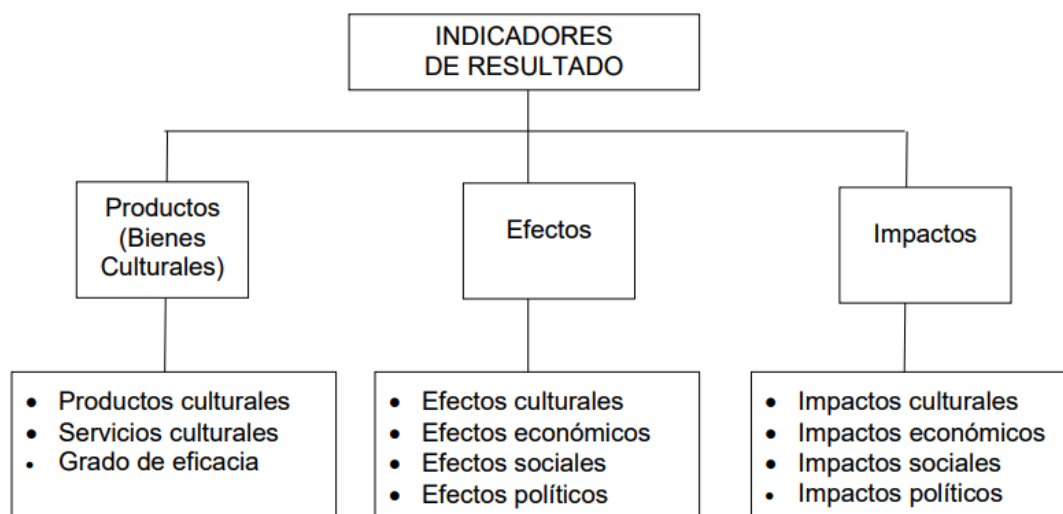 INDICADORES
DE RESULTADO
Productos
(Bienes
Culturales)
Efectos
Impactos
• Productos culturales
• Servicios culturales
• Grado de eficacia
• Efectos culturales
• Efectos económicos
• Efectos sociales
• Efectos políticos
• Impactos culturales
• Impactos económicos
• Impactos sociales
• Impactos políticos